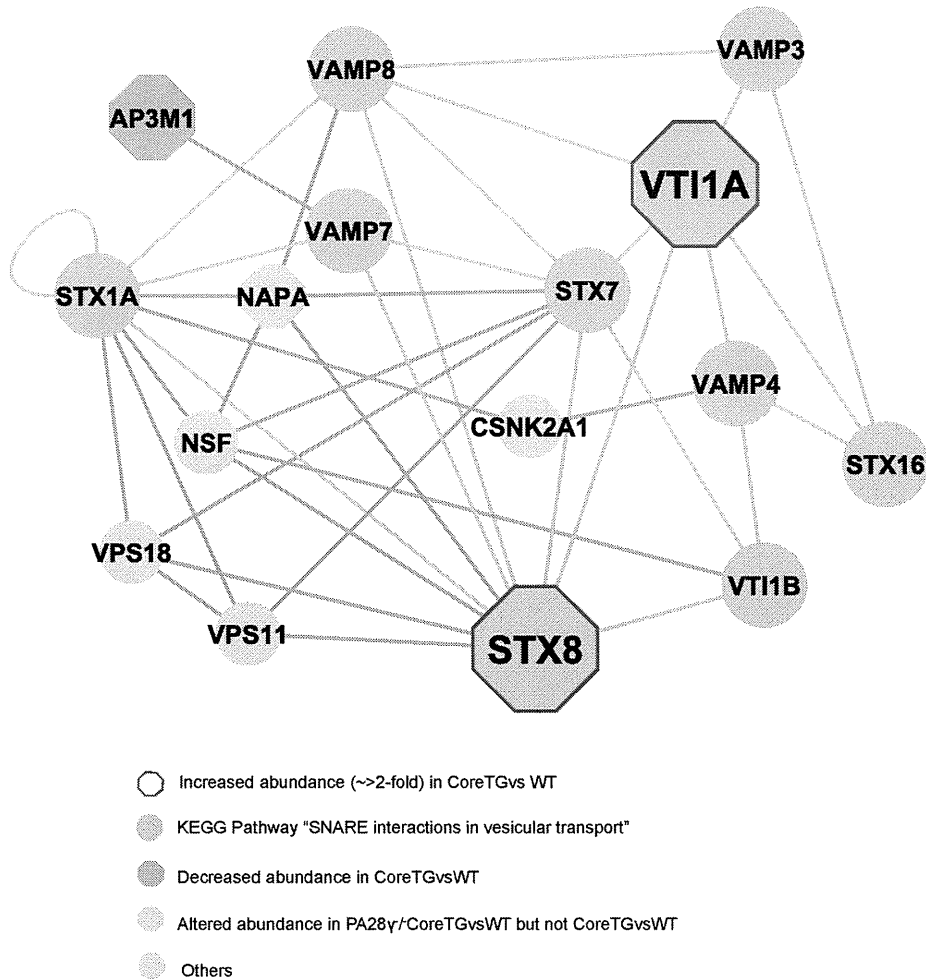 VAMP8
VAMP3
AP3M1
VTI1A
VAMP7
STX1A
NAPA
STX7
VAMP4
NSF
CSNK2A1
STX16
VPS18
VTI1B
VPS11
STX8
Increased abundance (~>2-fold) in CoreTGvs WT
KEGG Pathway "SNARE interactions in vesicular transport"
Decreased abundance in CoreTGvsWT
Altered abundance in PA28γ/-CoreTGvsWT but not CoreTGvsWT
Others